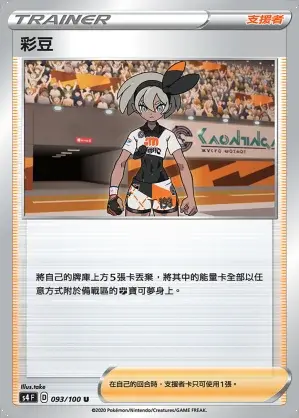 TRAINER
支援者
彩豆
193
將自己的牌庫上方5張卡丟棄，將其中的能量卡全部以任
意方式附於備戰區的寶可夢身上。
Illus.take
S4 F D 093/100 U
在自己的回合時，支援者卡只可使用1張。
©2020 Pokémon/Nintendo/Creatures/GAME FREAK.